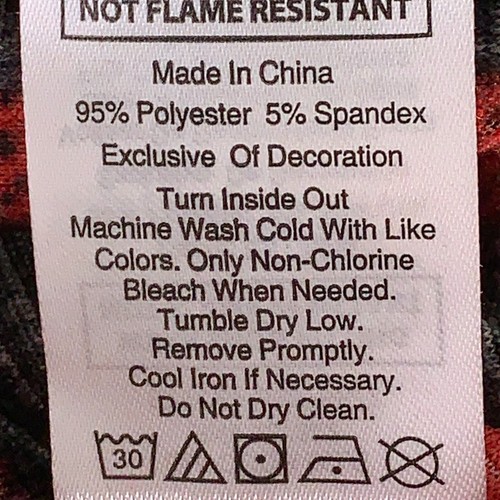 NOT FLAME RESISTANT
Made In China
95% Polyester 5% Spandex
Exclusive Of Decoration
Turn Inside Out
Machine Wash Cold With Like
Colors. Only Non-Chlorine
Bleach When Needed.
Tumble Dry Low.
Remove Promptly.
Cool Iron If Necessary.
Do Not Dry Clean.
30